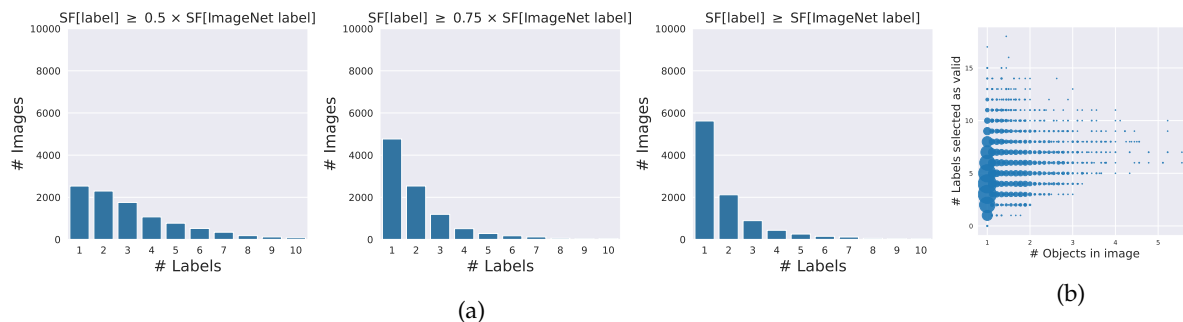 SF[label] ≥ 0.5 × SF[ImageNet label]
10000
8000
6000
4000
2000
0
# Images
1 2 3 4 5 6 7 8 9 10
# Labels
SF[label] ≥ 0.75 × SF[ImageNet label]
10000
8000
6000
4000
2000
0
# Images
1 2 3 4 5 6 7 8 9 10
# Labels
SF[label] ≥ SF[ImageNet label]
10000
8000
6000
4000
2000
0
# Images
1 2 3 4 5 6 7 8 9 10
# Labels
(a)
# Labels selected as valid
15
10
5
0
1 2 3 4 5
# Objects in image
(b)